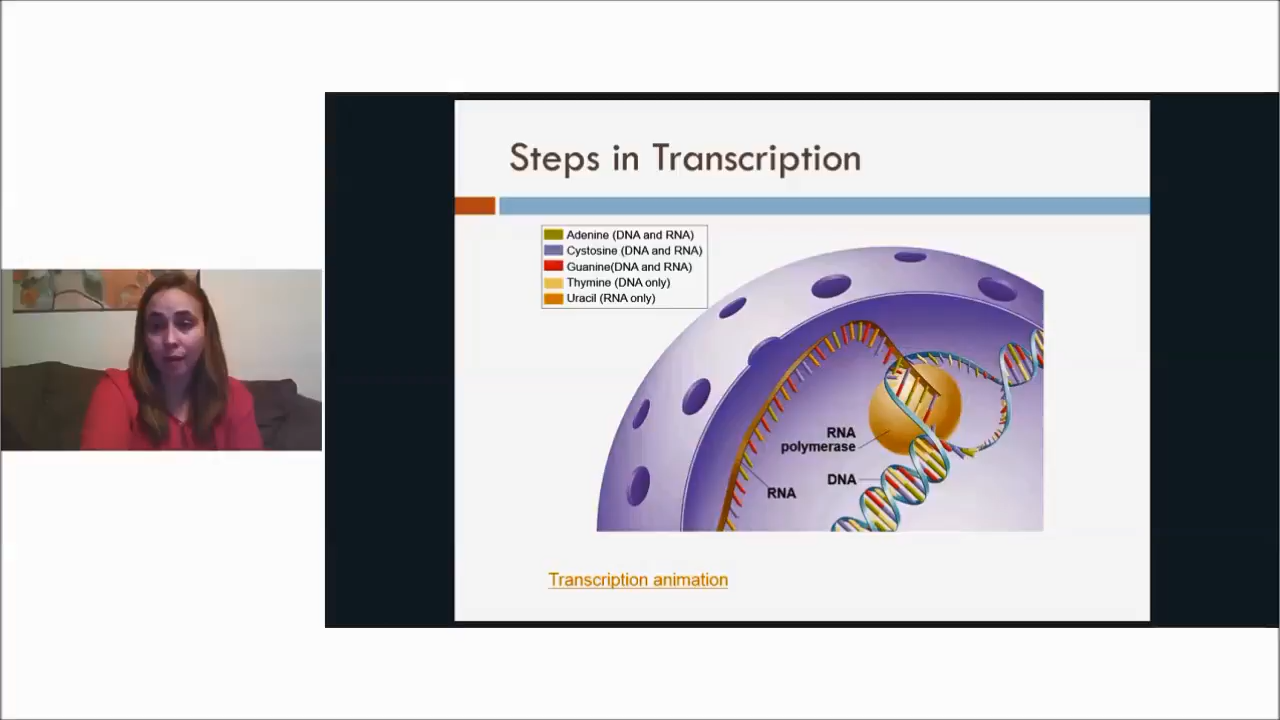 Steps in Transcription
Adenine (DNA and RNA)
Cystosine (DNA and RNA)
Guanine(DNA and RNA)
Thymine (DNA only)
Uracil (RNA only)
RNA
polymerase
DNA
RNA
Transcription animation